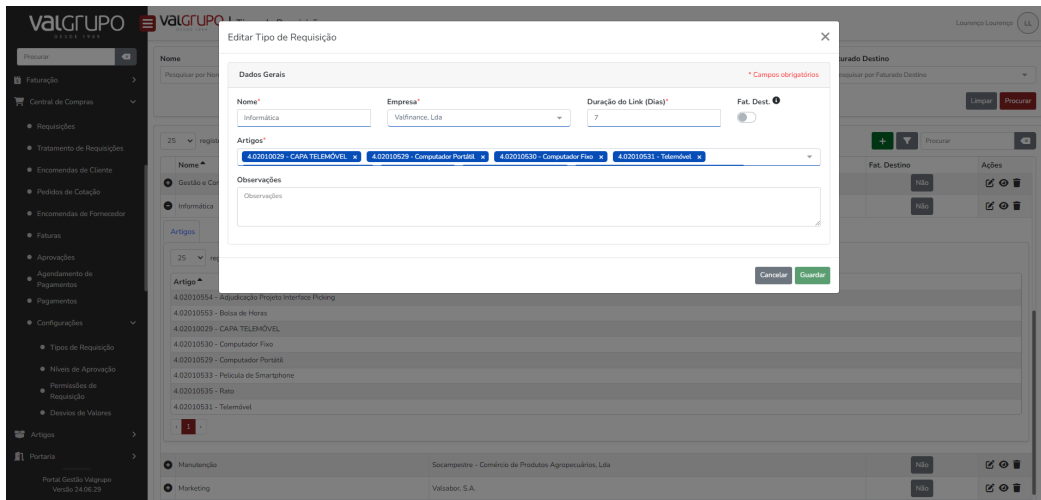 valGrupo
DESDE 1968
valGrupo
Lourenço Lourenço
LL
Procurar
Faturação
Central de Compras
Requisições
Tratamento de Requisições
Encomendas de Cliente
Pedidos de Cotação
Encomendas de Fornecedor
Faturas
Aprovações
Agendamento de
Pagamentos
Pagamentos
Configurações
Tipos de Requisição
Níveis de Aprovação
Permissões de
Requisição
Desvios de Valores
Artigos
Portaria
Portal Gestão Valgrupo
Versão 24.06.29
Editar Tipo de Requisição
Dados Gerais
* Campos obrigatórios
Nome*
Empresa*
Duração do Link (Dias)*
Fat. Dest.
Informática
Valfinance, Lda
7
Artigos*
4.02010029 - CAPA TELEMÓVEL x
4.02010529 - Computador Portátil x
4.02010530 - Computador Fixo x
4.02010531 - Telemóvel x
Observações
Observações
Cancelar
Guardar
Nome
Pesquisar por
Faturado Destino
Pesquisar por Faturado Destino
Limpar
Procurar
25
Procurar
Nome
Fat. Destino
Ações
Gestão e
Não
Informática
Não
Artigos
25
Artigo
4.02010554 - Adjudicação Projeto Interface Picking
4.02010553 - Bolsa de Horas
4.02010029 - CAPA TELEMÓVEL
4.02010530 - Computador Fixo
4.02010529 - Computador Portátil
4.02010533 - Pelicula de Smartphone
4.02010535 - Rato
4.02010531 - Telemóvel
‹ 1 ›
Manutenção
Socampestre - Comércio de Produtos Agropecuários, Lda
Não
Marketing
Valsabor, S.A.
Não